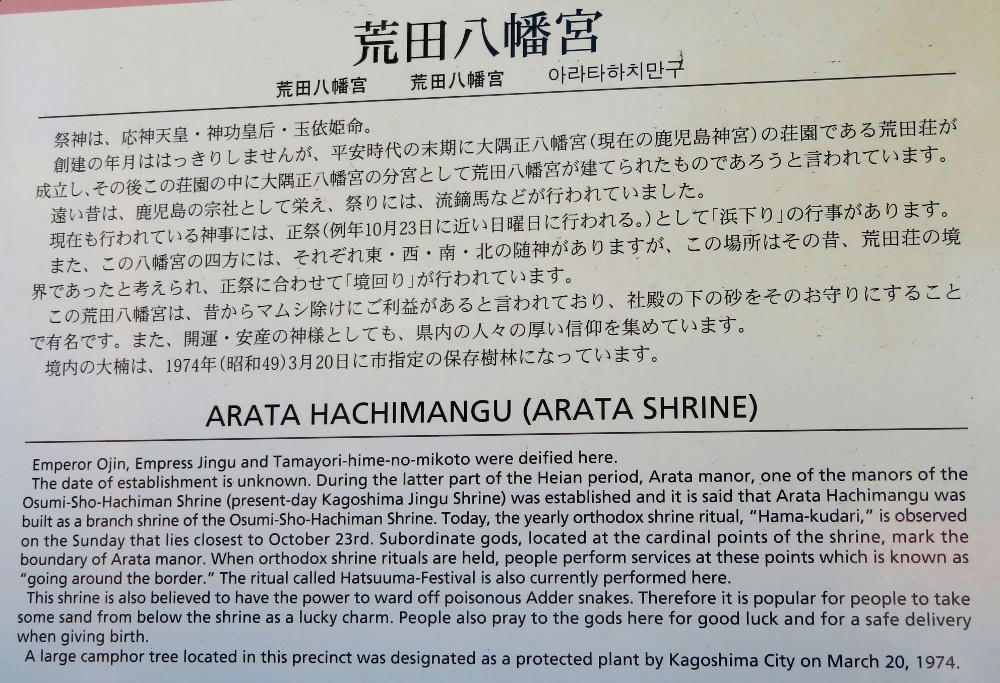 荒田八幡宮
荒田八幡宮 荒田八幡宮 아라타하치만구
祭神は、応神天皇・神功皇后・玉依姫命。
創建の年月ははっきりしませんが、平安時代の末期に大隅正八幡宮(現在の鹿児島神宮)の荘園である荒田荘が
成立し、その後この荘園の中に大隅正八幡宮の分宮として荒田八幡宮が建てられたものであろうと言われています。
遠い昔は、鹿児島の宗社として栄え、祭りには、流鏑馬などが行われていました。
現在も行われている神事には、正祭(例年10月23日に近い日曜日に行われる。)として「浜下り」の行事があります。
また、この八幡宮の四方には、それぞれ東・西・南・北の随神がありますが、この場所はその昔、荒田荘の境
界であったと考えられ、正祭に合わせて「境回り」が行われています。
この荒田八幡宮は、昔からマムシ除けにご利益があると言われており、社殿の下の砂をそのお守りにすること
で有名です。また、開運・安産の神様としても、県内の人々の厚い信仰を集めています。
境内の大楠は、1974年(昭和49)3月20日に市指定の保存樹林になっています。
ARATA HACHIMANGU (ARATA SHRINE)
Emperor Ojin, Empress Jingu and Tamayori-hime-no-mikoto were deified here.
The date of establishment is unknown. During the latter part of the Heian period, Arata manor, one of the manors of the
Osumi-Sho-Hachiman Shrine (present-day Kagoshima Jingu Shrine) was established and it is said that Arata Hachimangu was
built as a branch shrine of the Osumi-Sho-Hachiman Shrine. Today, the yearly orthodox shrine ritual, “Hama-kudari,” is observed
on the Sunday that lies closest to October 23rd. Subordinate gods, located at the cardinal points of the shrine, mark the
boundary of Arata manor. When orthodox shrine rituals are held, people perform services at these points which is known as
“going around the border.” The ritual called Hatsuuma-Festival is also currently performed here.
This shrine is also believed to have the power to ward off poisonous Adder snakes. Therefore it is popular for people to take
some sand from below the shrine as a lucky charm. People also pray to the gods here for good luck and for a safe delivery
when giving birth.
A large camphor tree located in this precinct was designated as a protected plant by Kagoshima City on March 20, 1974.